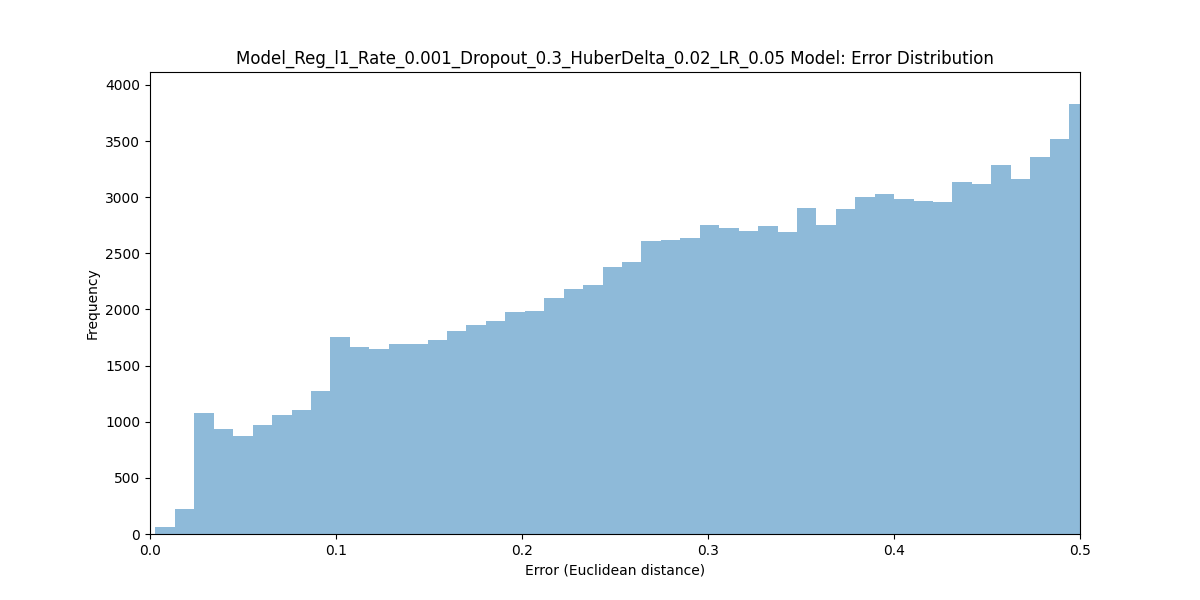 Model_Reg_l1_Rate_0.001_Dropout_0.3_HuberDelta_0.02_LR_0.05 Model: Error Distribution
4000
3500
3000
2500
2000
1500
1000
500
0
Frequency
0.0 0.1 0.2 0.3 0.4 0.5
Error (Euclidean distance)